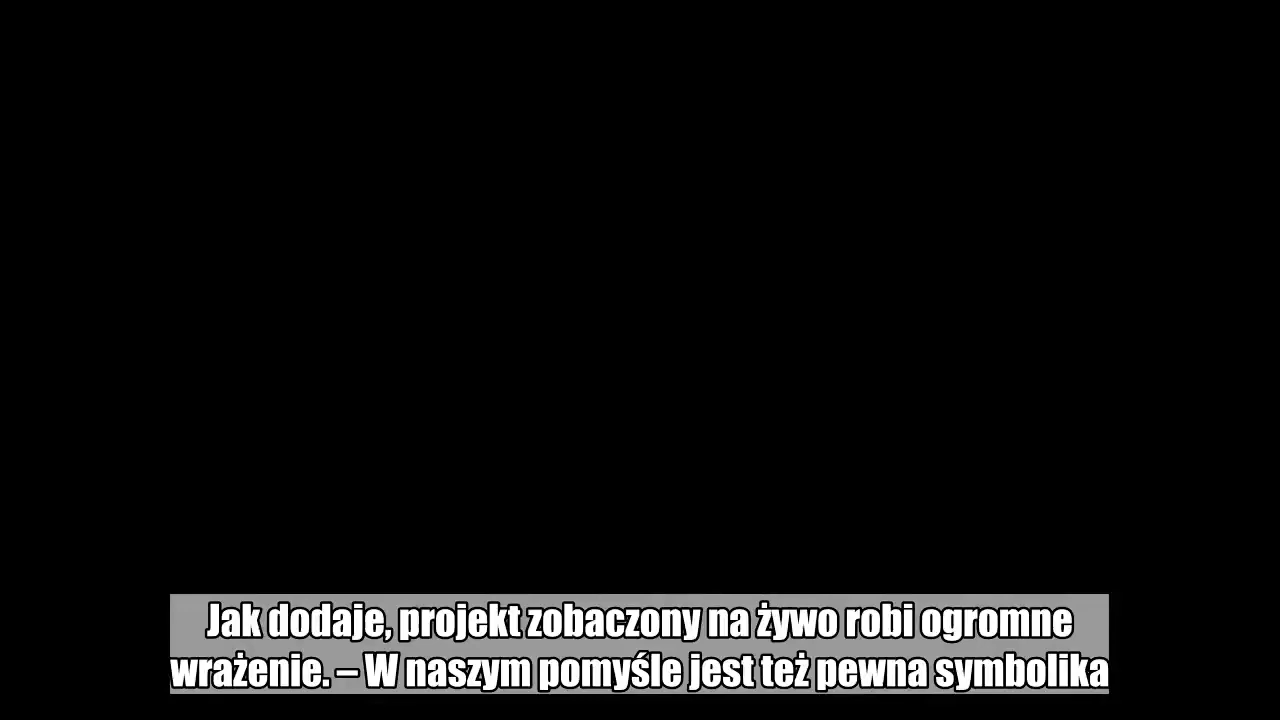 Jak dodaje, projekt zobaczony na żywo robi ogromne
wrażenie. – W naszym pomyśle jest też pewna symbolika